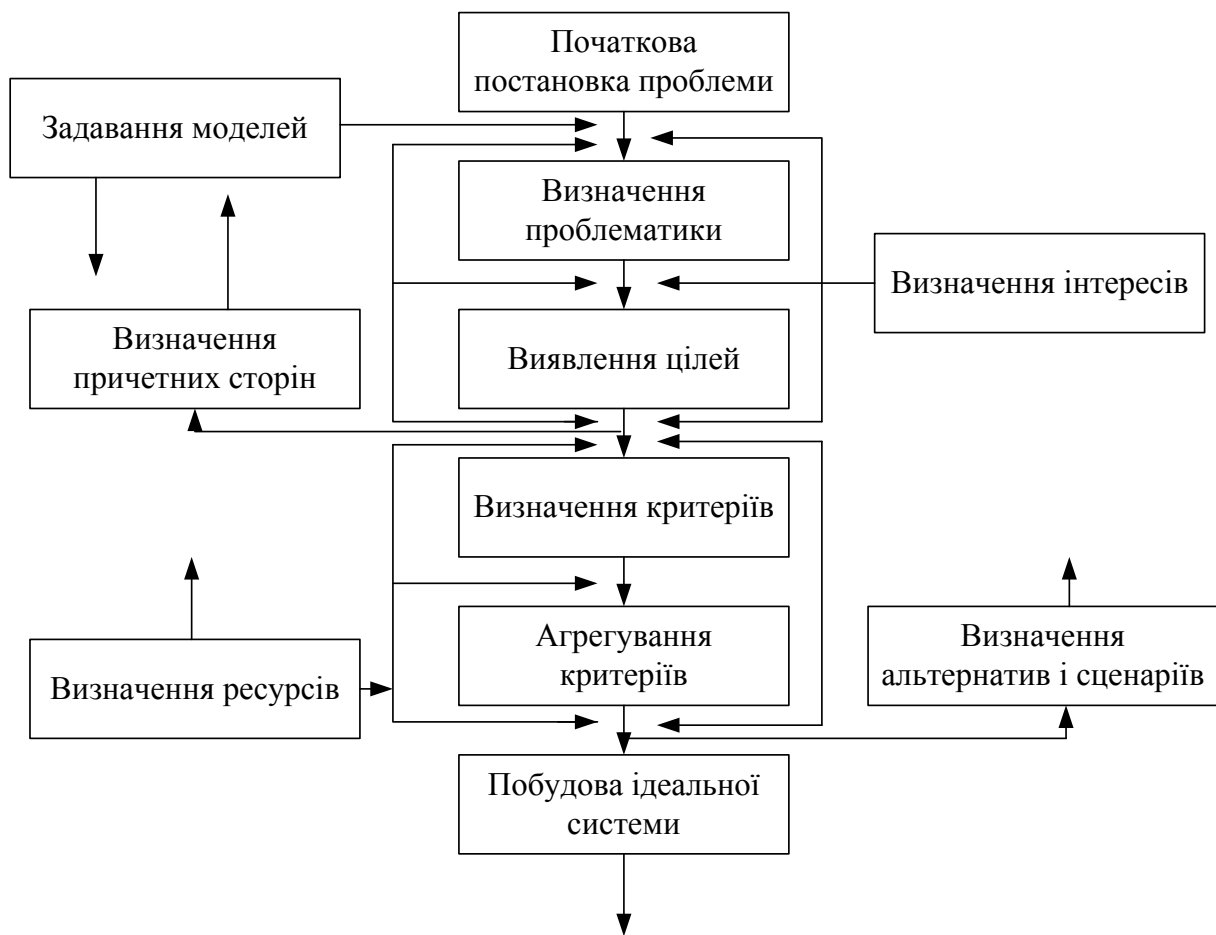 Початкова
постановка проблеми
Задавання моделей
Визначення
проблематики
Визначення інтересів
Визначення
причетних сторін
Виявлення цілей
Визначення критеріїв
Агрегування
критеріїв
Визначення
альтернатив і сценаріїв
Визначення ресурсів
Побудова ідеальної
системи